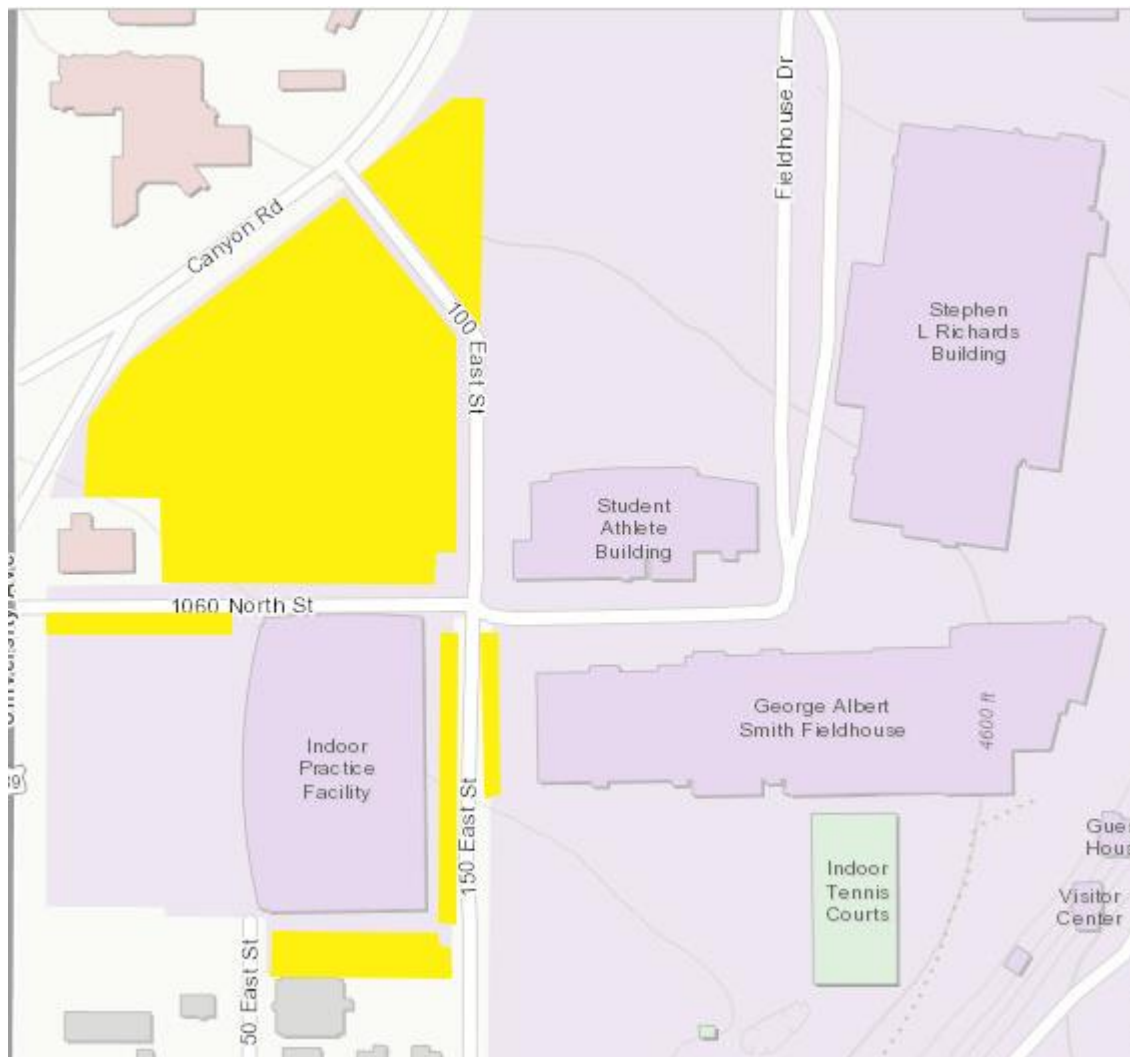 Fieldhouse Dr
Canyon Rd
Stephen
L Richards
Building
100 East St
Student
Athlete
Building
1060 North St
George Albert
Smith Fieldhouse
4600 ft
Indoor
Practice
Facility
150 East St
Indoor
Tennis
Courts
Visitor
Center
50 East St